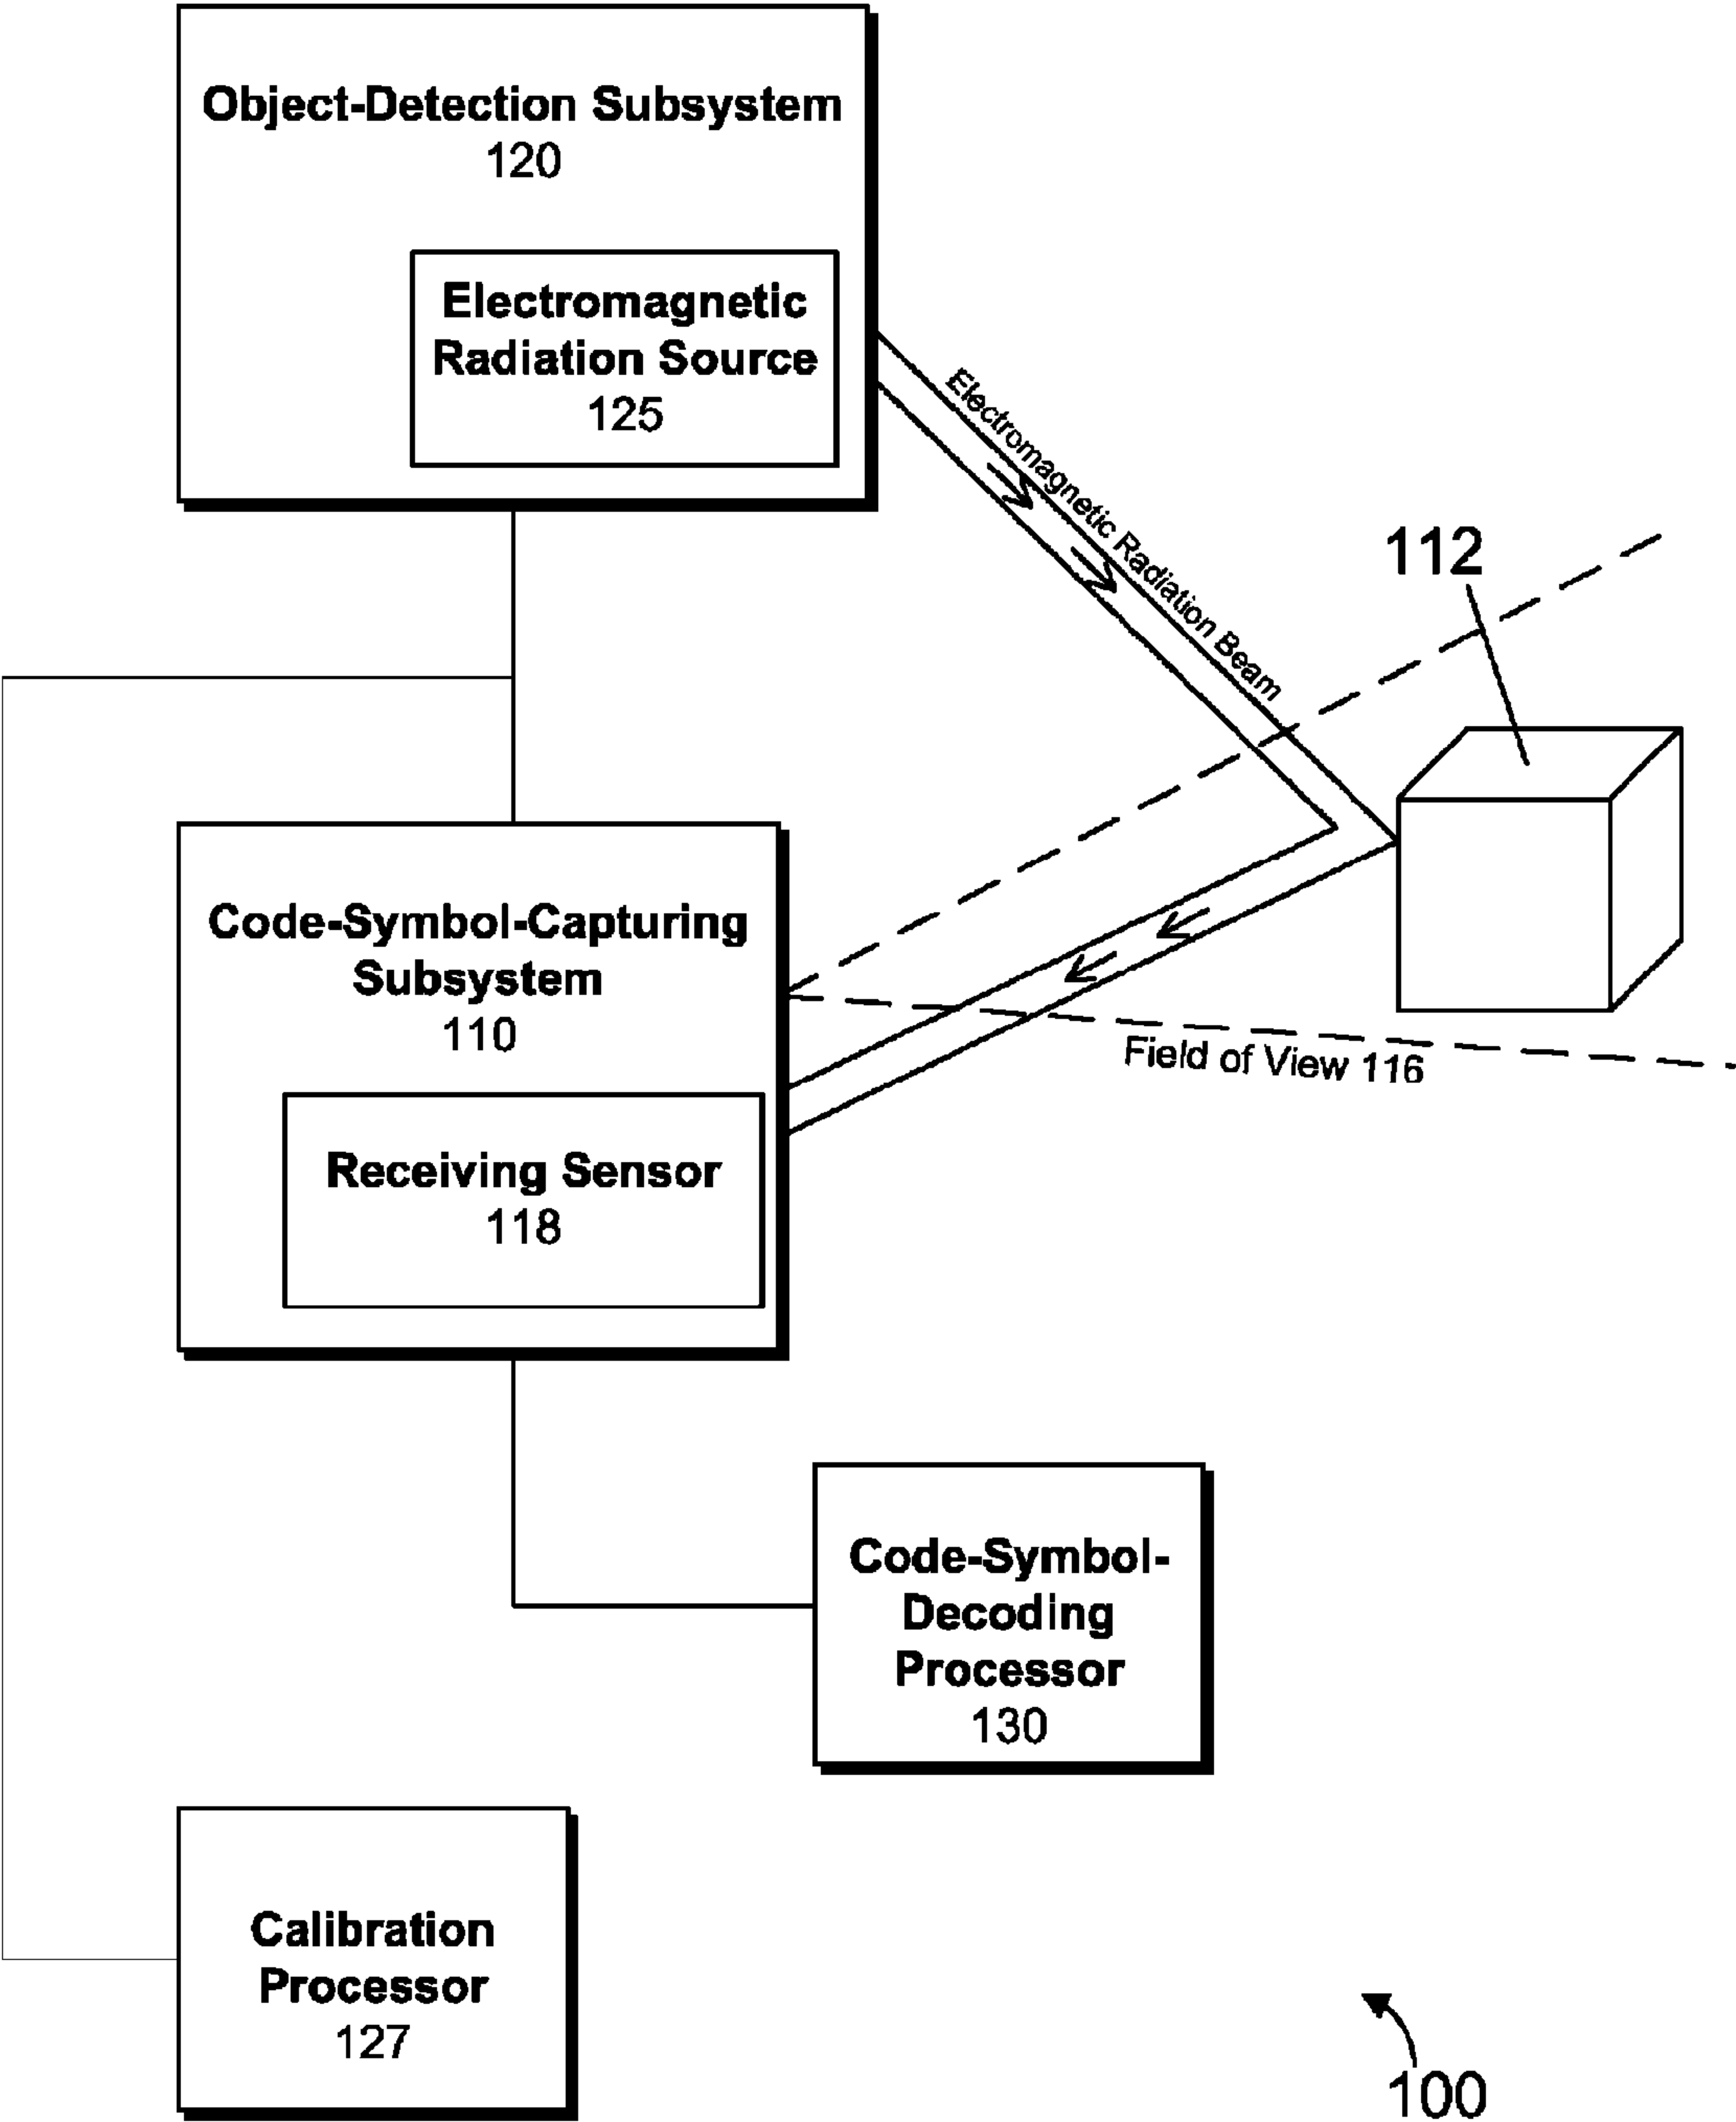 Object-Detection Subsystem
120
Electromagnetic
Radiation Source
125
Electromagnetic Radiation Beam
112
Code-Symbol-Capturing
Subsystem
110
Field of View 116
Receiving Sensor
118
Code-Symbol-
Decoding
Processor
130
Calibration
Processor
127
100